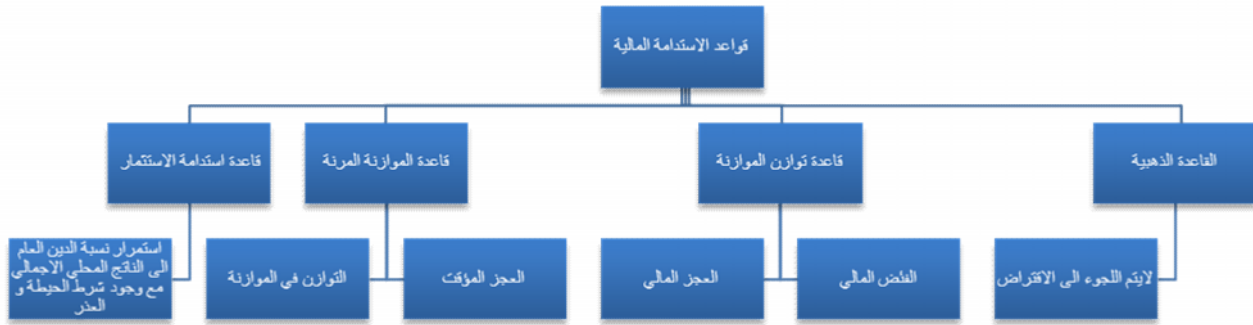 قواعد الاستدامة المالية
القاعدة الذهبية
قاعدة توازن الموازنة
قاعدة الموازنة المرنة
قاعدة استدامة الاستثمار
لايتم اللجوء الى الاقتراض
الفئض المالي
العجز المالي
العجز المؤقت
التوازن في الموازنة
استمرار نسبة الدين العام
الى الناتج المحلي الاجمالي
مع وجود شرط الحيطة و
العذر